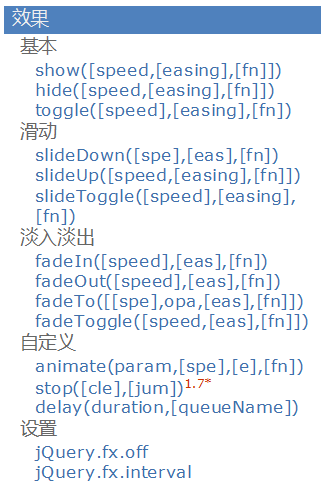 效果
基本
show([speed,[easing],[fn]])
hide([speed,[easing],[fn]])
toggle([speed],[easing],[fn])
滑动
slideDown([spe],[eas],[fn])
slideUp([speed,[easing],[fn]])
slideToggle([speed],[easing],
[fn])
淡入淡出
fadeIn([speed],[eas],[fn])
fadeOut([speed],[eas],[fn])
fadeTo([[spe],opa,[eas],[fn]])
fadeToggle([speed,[eas],[fn]])
自定义
animate(param,[spe],[e],[fn])
stop([cle],[jum])1.7*
delay(duration,[queueName])
设置
jQuery.fx.off
jQuery.fx.interval